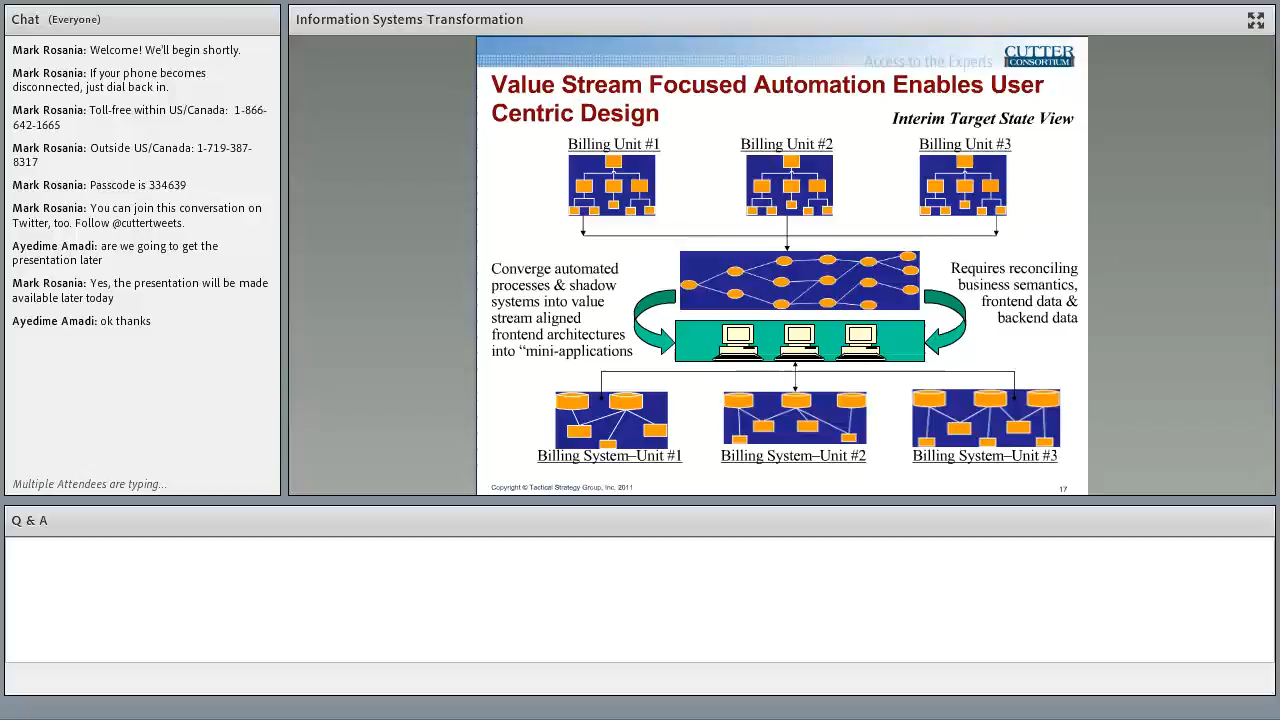 Chat (Everyone)
Mark Rosania: Welcome! We'll begin shortly.
Mark Rosania: If your phone becomes
disconnected, just dial back in.
Mark Rosania: Toll-free within US/Canada: 1-866-
642-1665
Mark Rosania: Outside US/Canada: 1-719-387-
8317
Mark Rosania: Passcode is 334639
Mark Rosania: You can join this conversation on
Twitter, too. Follow @cuttertweets.
Ayedime Amadi: are we going to get the
presentation later
Mark Rosania: Yes, the presentation will be made
available later today
Ayedime Amadi: ok thanks
Multiple Attendees are typing...
Information Systems Transformation
Access to the Experts
CUTTER
CONSORTIUM
Value Stream Focused Automation Enables User
Centric Design
Interim Target State View
Billing Unit #1
Billing Unit #2
Billing Unit #3
Converge automated
processes & shadow
systems into value
stream aligned
frontend architectures
into “mini-applications
Requires reconciling
business semantics,
frontend data &
backend data
Billing System–Unit #1
Billing System–Unit #2
Billing System–Unit #3
Copyright © Tactical Strategy Group, Inc. 2011
17
Q & A